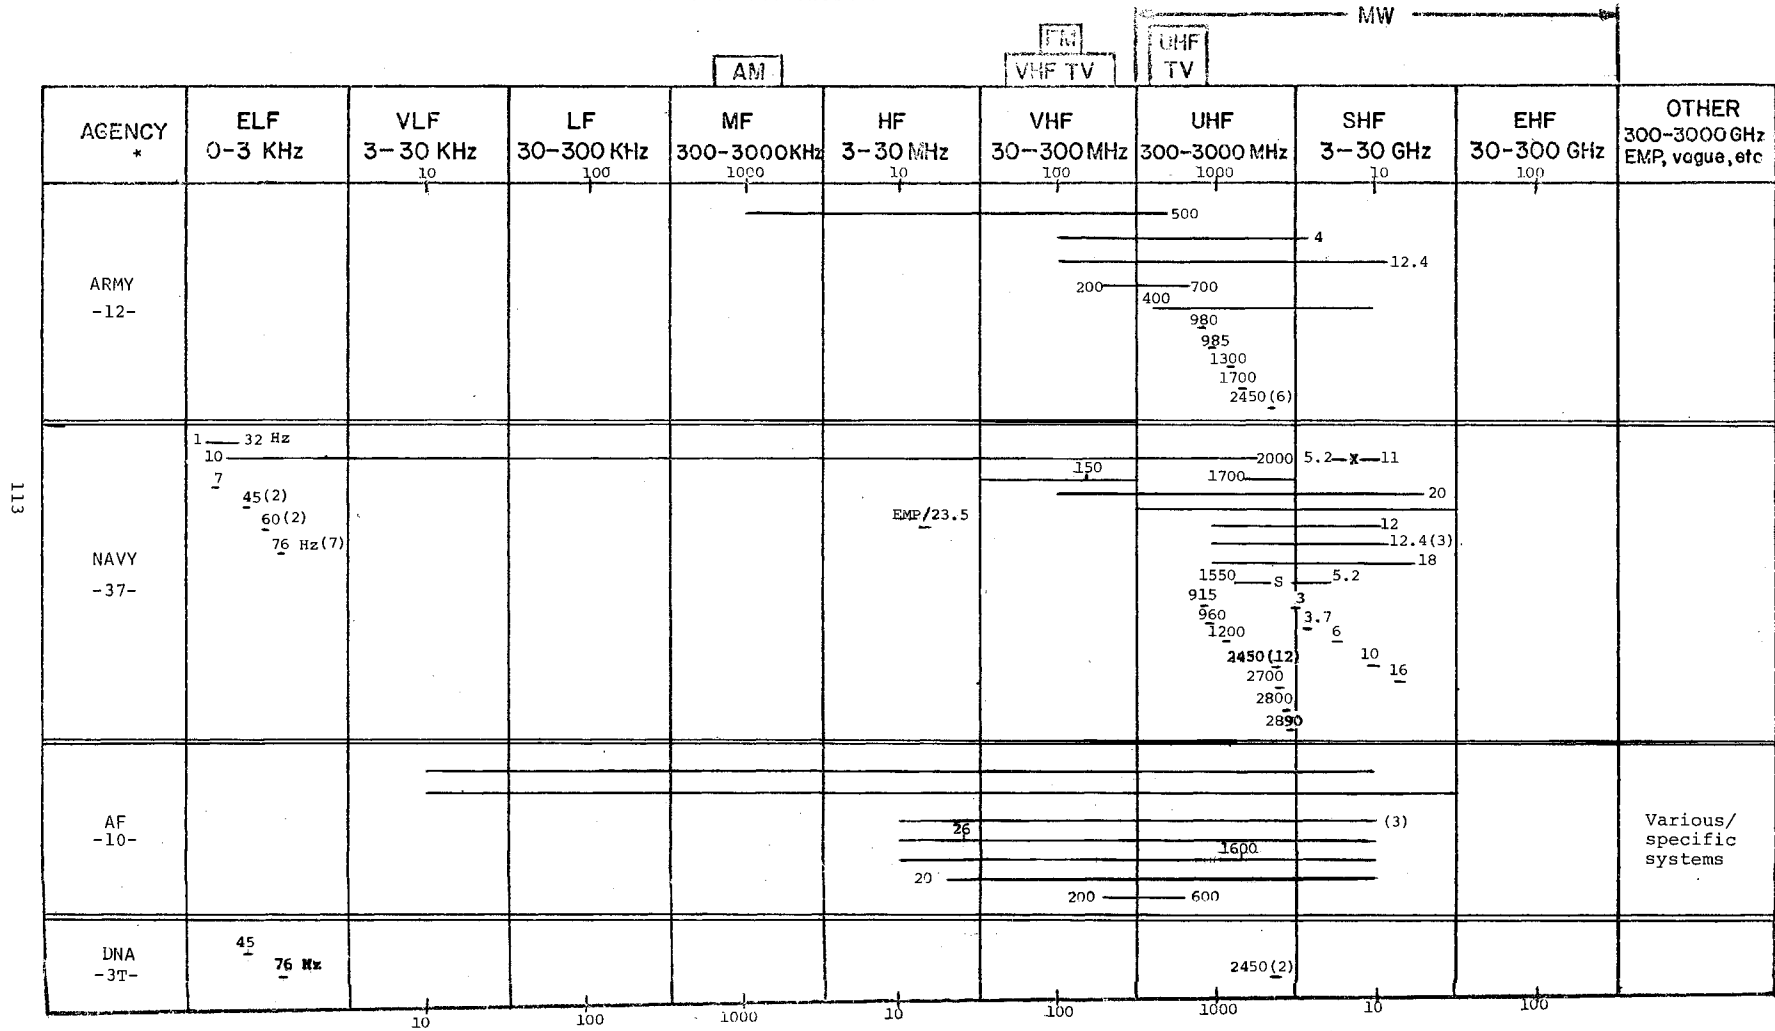 MW
FM
UHF
TV
AM
VHF TV
AGENCY
*
ELF
0-3 KHz
VLF
3-30 KHz
LF
30-300 KHz
MF
300-3000KHz
HF
3-30 MHz
VHF
30-300 MHz
UHF
300-3000 MHz
SHF
3-30 GHz
EHF
30-300 GHz
OTHER
300-3000 GHz
EMP, vague, etc
10
100
1000
10
100
1000
10
100
ARMY
-12-
500
4
12.4
200
700
400
980
985
1300
1700
2450(6)
NAVY
-37-
1
32 Hz
10
2000
5.2
X
11
7
150
1700
45(2)
20
60(2)
EMP/23.5
12
76 Hz(7)
12.4(3)
18
1550
S
5.2
915
3
960
3.7
1200
6
2450(12)
10
2700
16
2800
2890
AF
-10-
(3)
26
1600
20
200
600
Various/
specific
systems
DNA
-3T-
45
76 Hz
2450(2)
10
100
1000
10
100
1000
10
100
113